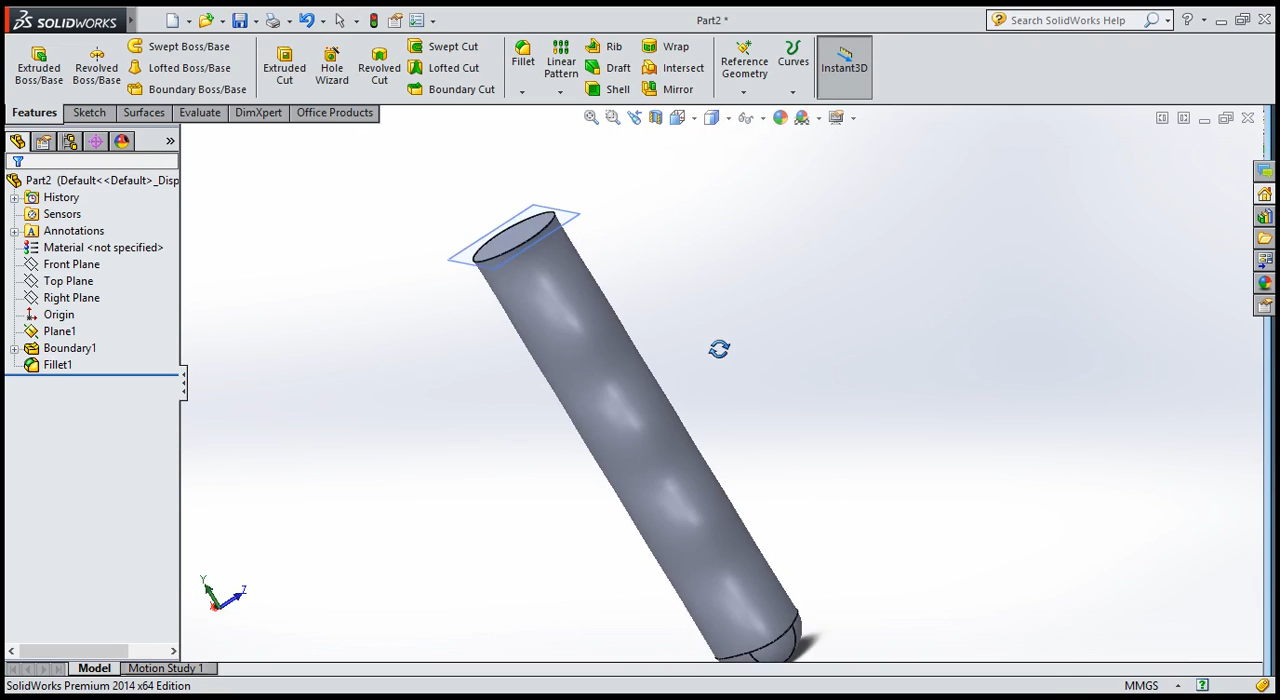 SOLIDWORKS
Part2 *
Search SolidWorks Help
Extruded Boss/Base
Revolved Boss/Base
Swept Boss/Base
Lofted Boss/Base
Boundary Boss/Base
Extruded Cut
Hole Wizard
Revolved Cut
Swept Cut
Lofted Cut
Boundary Cut
Fillet
Linear Pattern
Rib
Draft
Shell
Wrap
Intersect
Mirror
Reference Geometry
Curves
Instant3D
Features
Sketch
Surfaces
Evaluate
DimXpert
Office Products
Part2 (Default<<Default>_Disp
History
Sensors
Annotations
Material <not specified>
Front Plane
Top Plane
Right Plane
Origin
Plane1
Boundary1
Fillet1
Y
Z
Model
Motion Study 1
SolidWorks Premium 2014 x64 Edition
MMGS